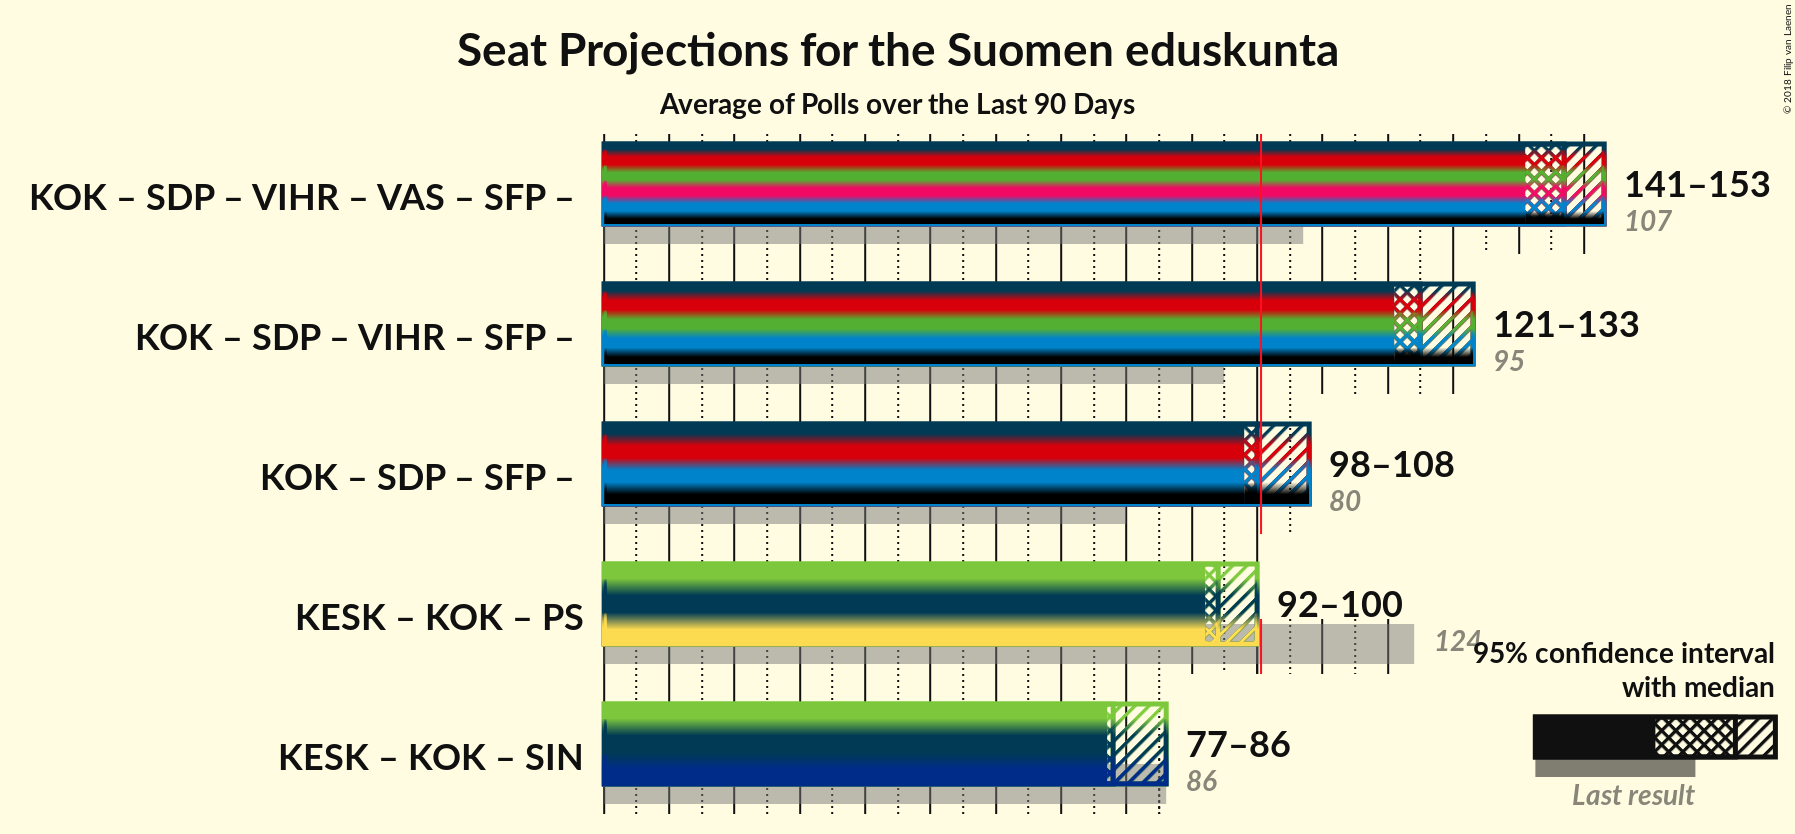 Seat Projections for the Suomen eduskunta
Average of Polls over the Last 90 Days
© 2018 Filip van Laenen
KOK – SDP – VIHR – VAS – SFP –
141–153
107
KOK – SDP – VIHR – SFP –
121–133
95
KOK – SDP – SFP –
98–108
80
KESK – KOK – PS
92–100
124
KESK – KOK – SIN
77–86
86
95% confidence interval
with median
Last result